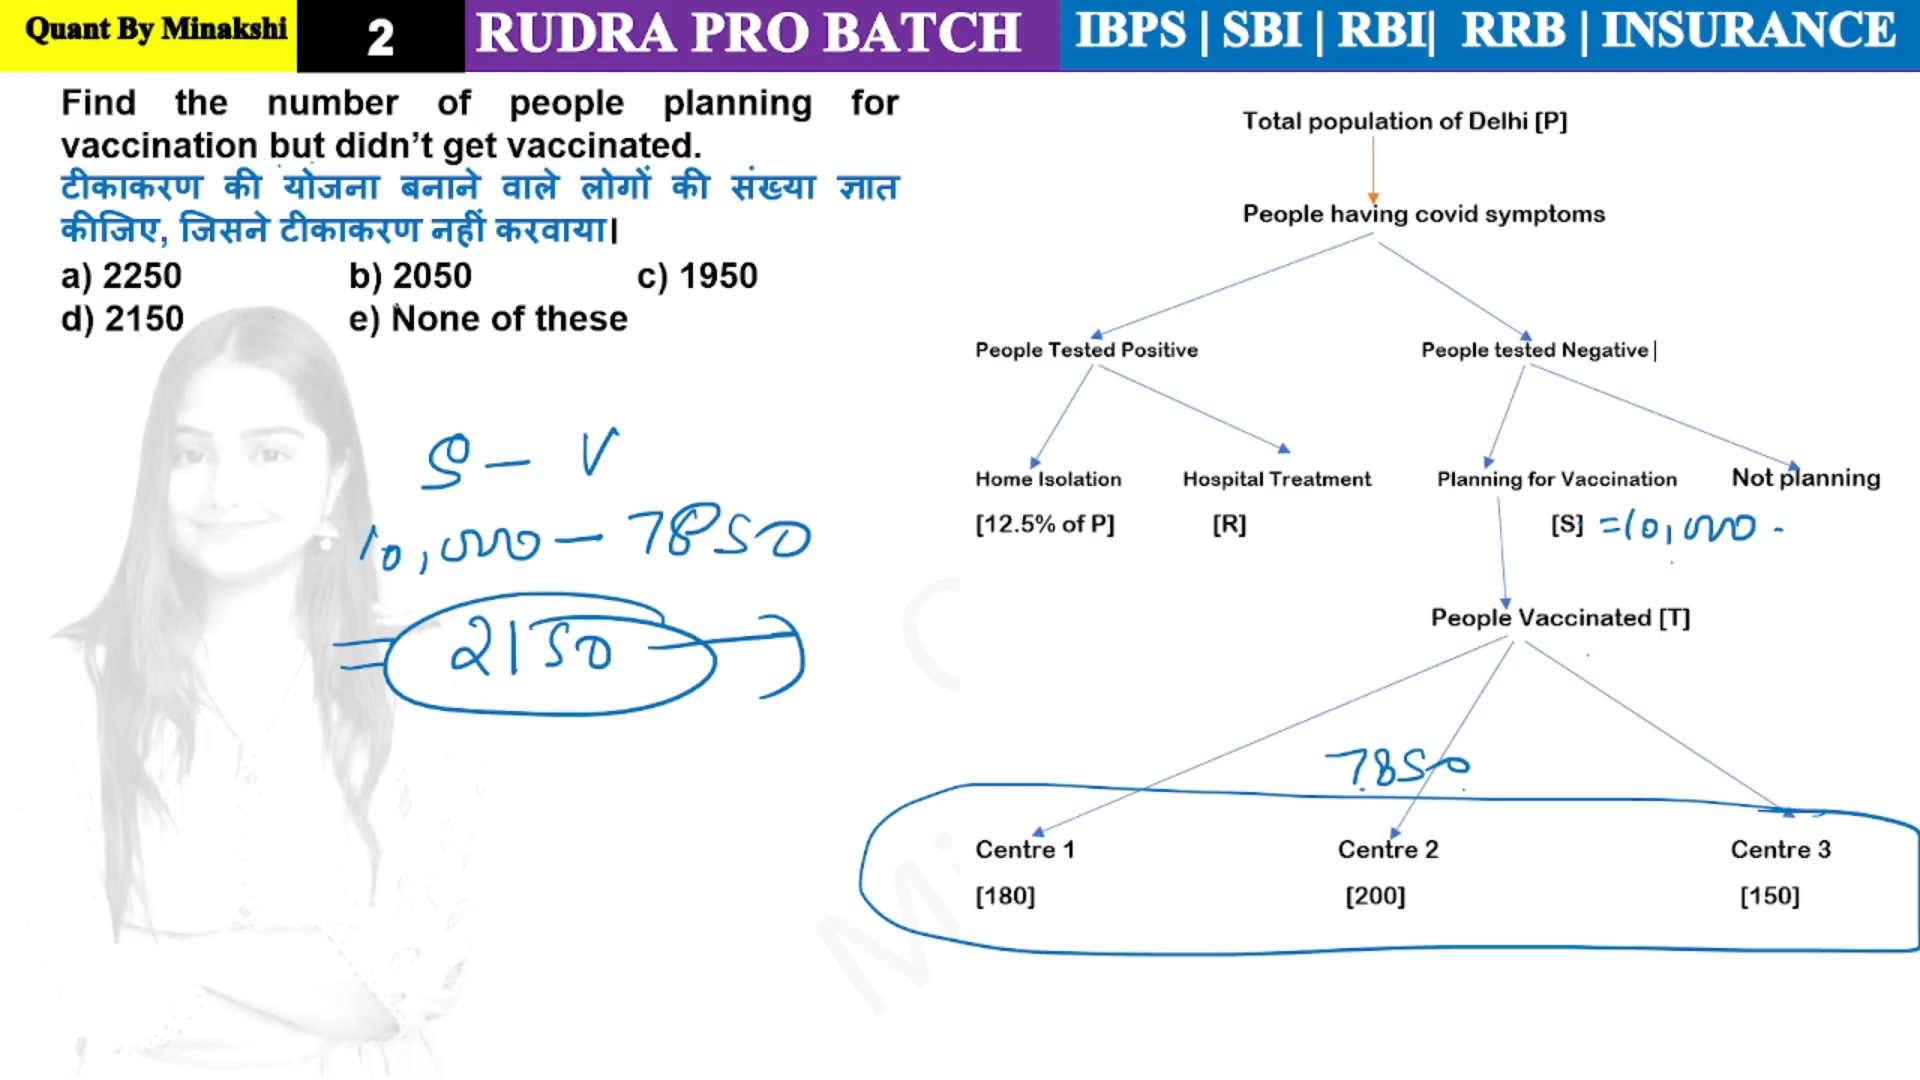 Quant By Minakshi
2
RUDRA PRO BATCH
IBPS | SBI | RBI| RRB | INSURANCE
Find the number of people planning for
vaccination but didn't get vaccinated.
टीकाकरण की योजना बनाने वाले लोगों की संख्या ज्ञात
कीजिए, जिसने टीकाकरण नहीं करवाया।
a) 2250 b) 2050 c) 1950
d) 2150 e) None of these
S - V
10,000 - 7850
= 2150
Total population of Delhi [P]
People having covid symptoms
People Tested Positive
People tested Negative
Home Isolation
[12.5% of P]
Hospital Treatment
[R]
Planning for Vaccination
[S] =10,000 -
Not planning
People Vaccinated [T]
7850
Centre 1
[180]
Centre 2
[200]
Centre 3
[150]